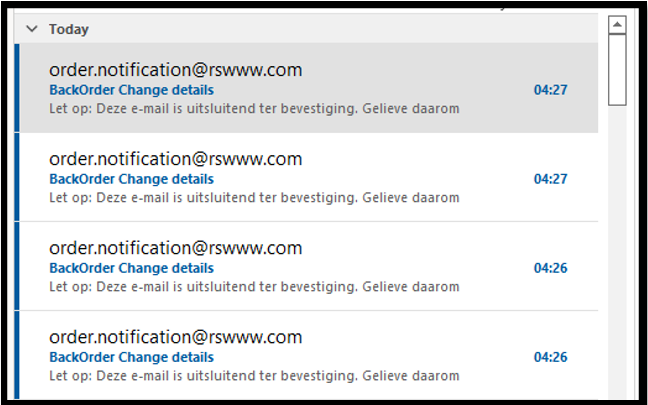 Today
order.notification@rswww.com
BackOrder Change details 04:27
Let op: Deze e-mail is uitsluitend ter bevestiging. Gelieve daarom
order.notification@rswww.com
BackOrder Change details 04:27
Let op: Deze e-mail is uitsluitend ter bevestiging. Gelieve daarom
order.notification@rswww.com
BackOrder Change details 04:26
Let op: Deze e-mail is uitsluitend ter bevestiging. Gelieve daarom
order.notification@rswww.com
BackOrder Change details 04:26
Let op: Deze e-mail is uitsluitend ter bevestiging. Gelieve daarom